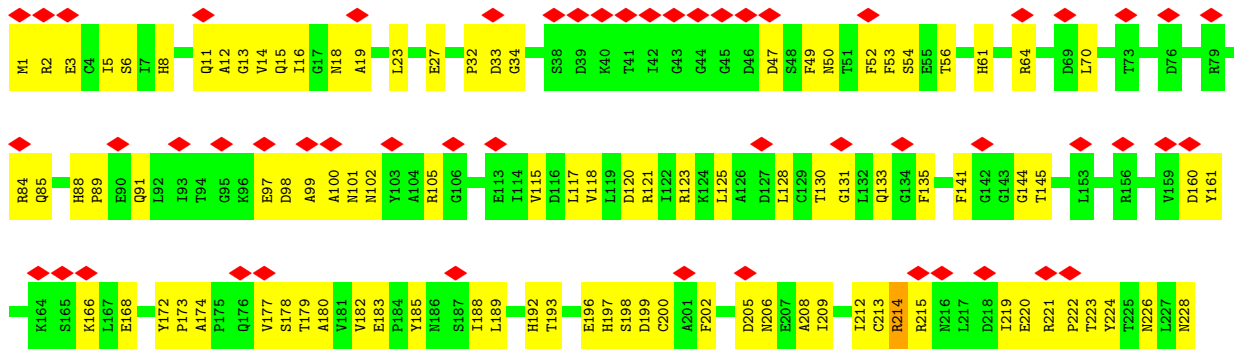 M1 R2 E3 C4 I5 S6 I7 H8 Q11 A12 G13 V14 Q15 I16 G17 N18 A19 L23 E27 P32 D33 G34 S38 D39 K40 T41 I42 G43 G44 G45 D46 D47 S48 F49 N50 T51 F52 F53 S54 E55 T56 H61 R64 D69 L70 T73 D76 R79
R84 Q85 H88 P89 E90 Q91 L92 I93 T94 G95 K96 E97 D98 A99 A100 N101 N102 Y103 A104 R105 G106 E113 I114 V115 D116 L117 V118 L119 D120 R121 I122 R123 K124 L125 A126 D127 L128 C129 T130 G131 L132 Q133 G134 F135 F141 G142 G143 G144 T145 L153 R156 V159 D160 Y161
K164 S165 K166 L167 E168 Y172 P173 A174 P175 Q176 V177 S178 T179 A180 V181 V182 E183 P184 Y185 N186 S187 I188 L189 H192 T193 E196 H197 S198 D199 C200 A201 F202 D205 N206 E207 A208 I209 I212 C213 R214 R215 N216 L217 D218 I219 E220 R221 P222 T223 Y224 T225 N226 L227 N228